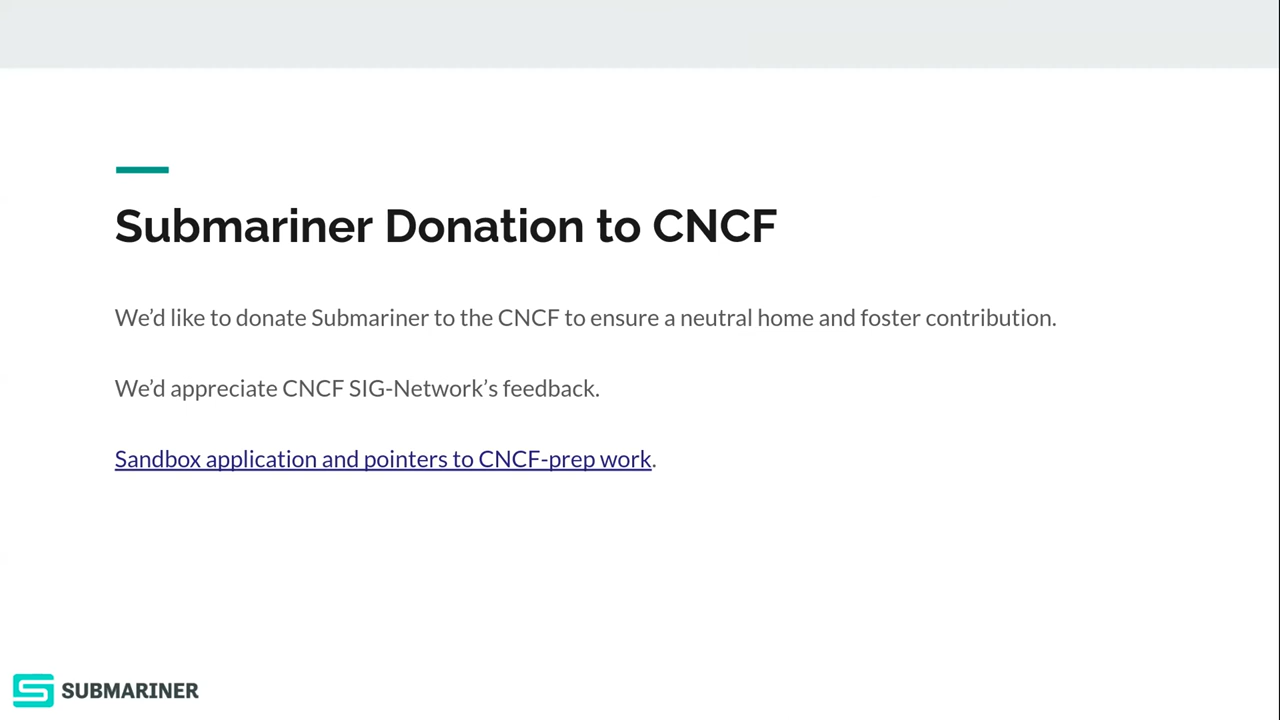 Submariner Donation to CNCF
We’d like to donate Submariner to the CNCF to ensure a neutral home and foster contribution.
We’d appreciate CNCF SIG-Network’s feedback.
Sandbox application and pointers to CNCF-prep work.
SUBMARINER